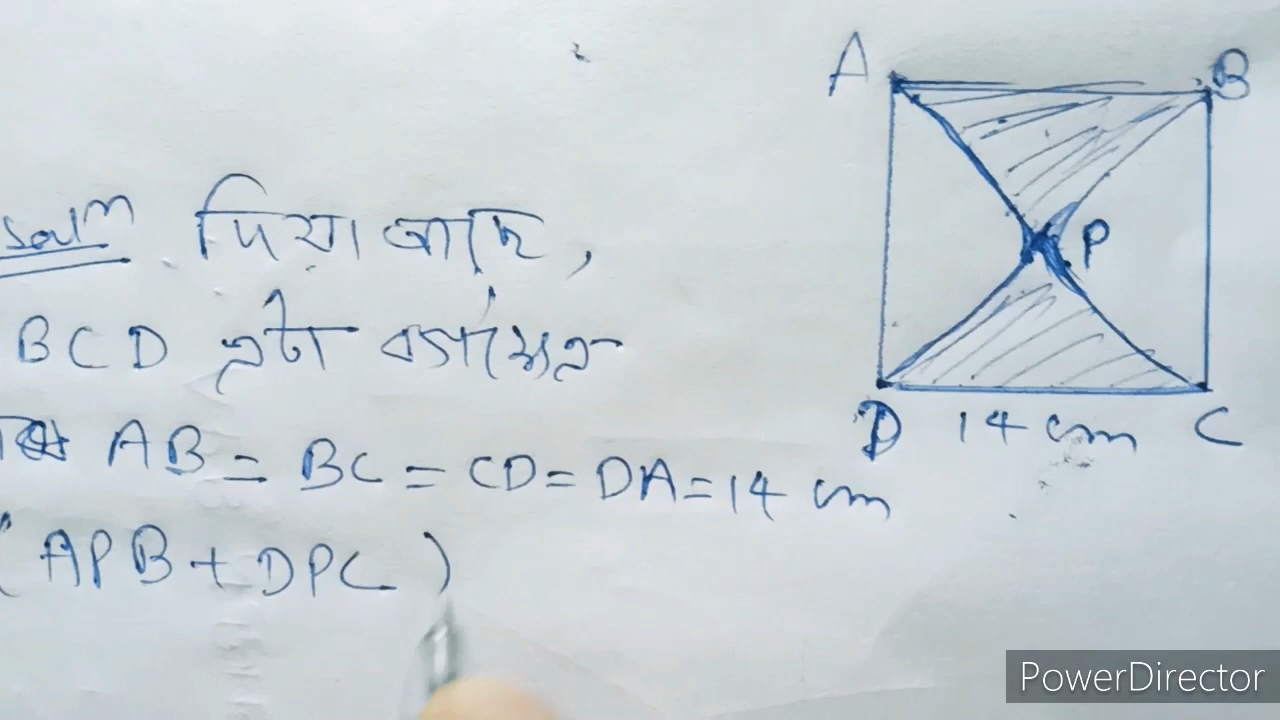 Soln দিয়া আছে,
BCD এটা বৰ্গক্ষেত্ৰ
AB = BC = CD = DA = 14 cm
(APB + DPC)
A
B
P
D 14 cm C
PowerDirector